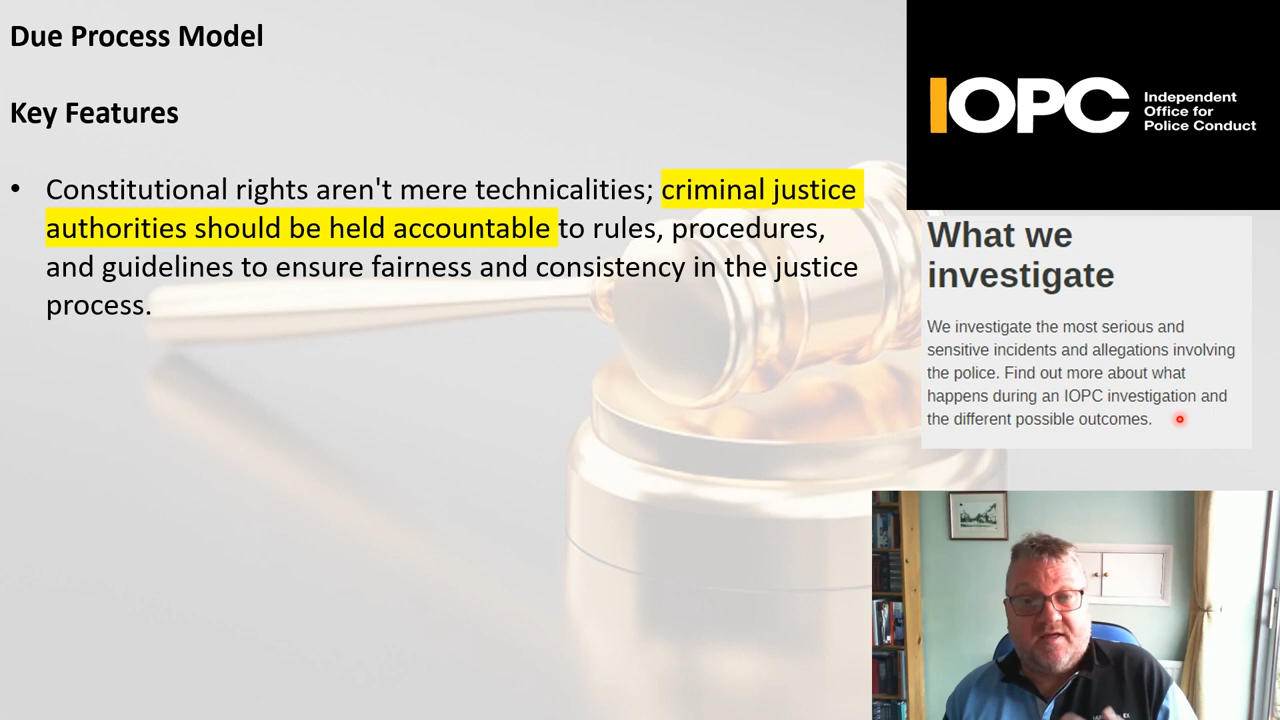 Due Process Model
Key Features
• Constitutional rights aren't mere technicalities; criminal justice
authorities should be held accountable to rules, procedures,
and guidelines to ensure fairness and consistency in the justice
process.
IOPC
Independent
Office for
Police Conduct
What we
investigate
We investigate the most serious and
sensitive incidents and allegations involving
the police. Find out more about what
happens during an IOPC investigation and
the different possible outcomes.